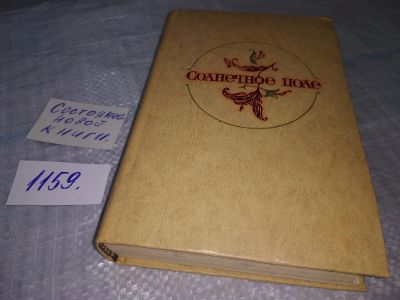 Солнечное поле
Состояние
новой
книги.
1159.